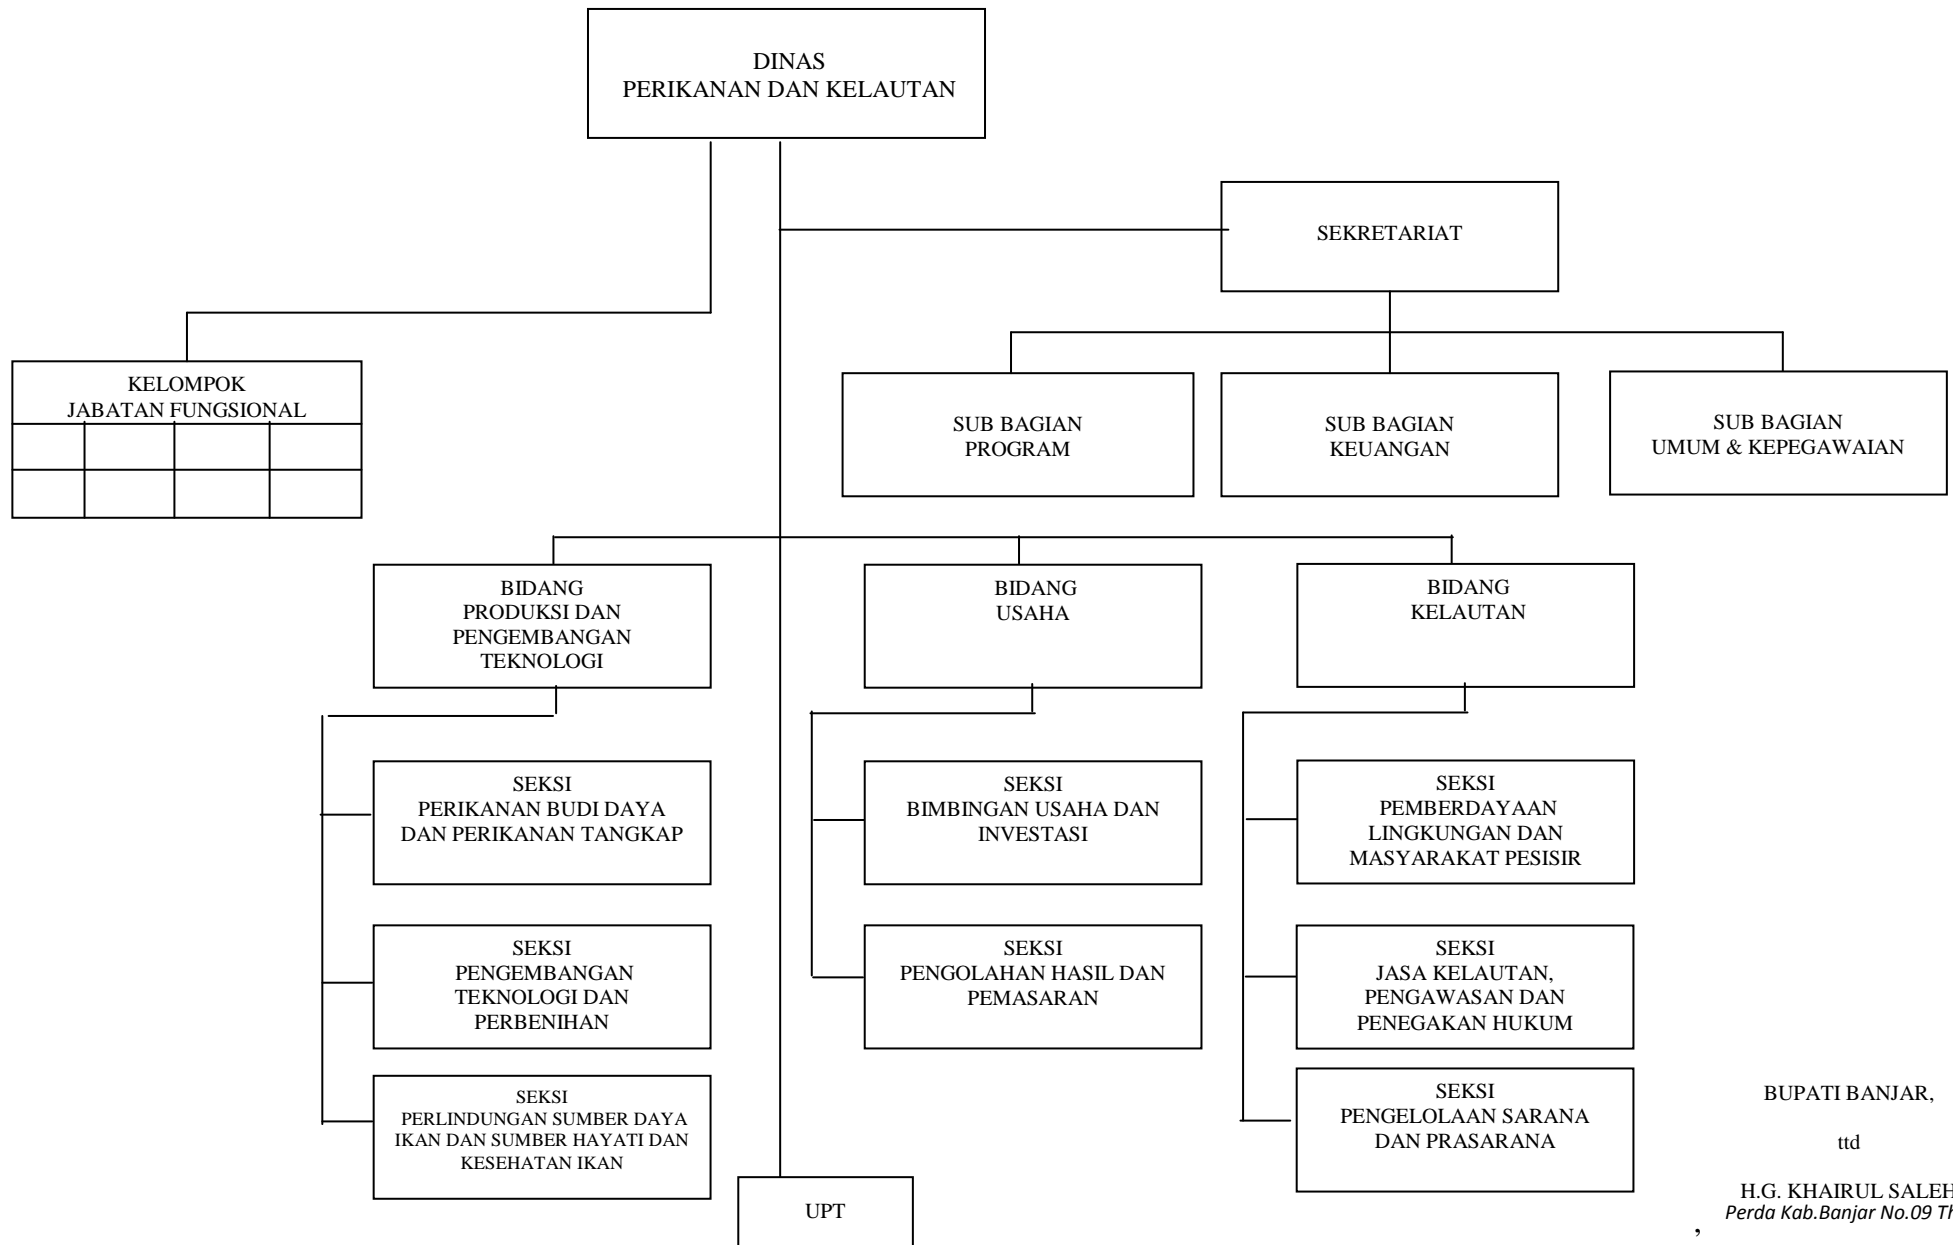 DINAS
PERIKANAN DAN KELAUTAN
SEKRETARIAT
KELOMPOK
JABATAN FUNGSIONAL
SUB BAGIAN
PROGRAM
SUB BAGIAN
KEUANGAN
SUB BAGIAN
UMUM & KEPEGAWAIAN
BIDANG
PRODUKSI DAN
PENGEMBANGAN
TEKNOLOGI
BIDANG
USAHA
BIDANG
KELAUTAN
SEKSI
PERIKANAN BUDI DAYA
DAN PERIKANAN TANGKAP
SEKSI
BIMBINGAN USAHA DAN
INVESTASI
SEKSI
PEMBERDAYAAN
LINGKUNGAN DAN
MASYARAKAT PESISIR
SEKSI
PENGEMBANGAN
TEKNOLOGI DAN
PERBENIHAN
SEKSI
PENGOLAHAN HASIL DAN
PEMASARAN
SEKSI
JASA KELAUTAN,
PENGAWASAN DAN
PENEGAKAN HUKUM
SEKSI
PERLINDUNGAN SUMBER DAYA
IKAN DAN SUMBER HAYATI DAN
KESEHATAN IKAN
SEKSI
PENGELOLAAN SARANA
DAN PRASARANA
UPT
BUPATI BANJAR,
ttd
H.G. KHAIRUL SALEH
Perda Kab.Banjar No.09 Th
,